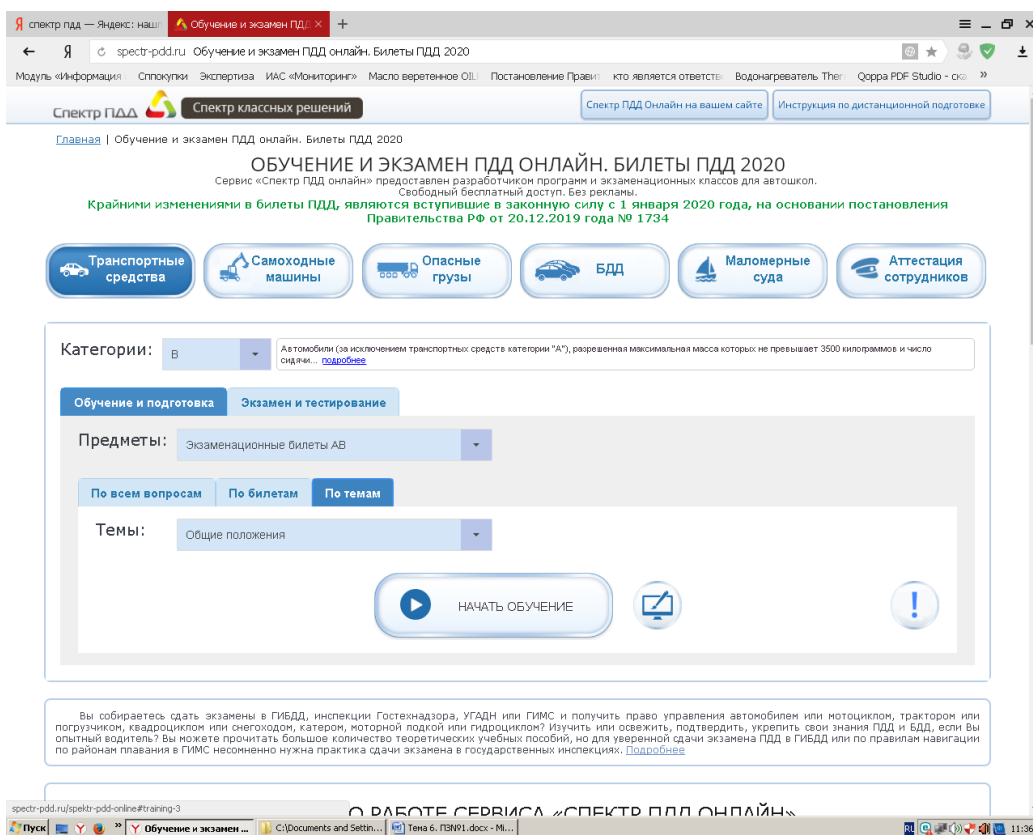 спектр пдд — Яндекс: наш
Обучение и экзамен ПДД
spectr-pdd.ru Обучение и экзамен ПДД онлайн. Билеты ПДД 2020
Модуль «Информация Сппокупки Экспертиза ИАС «Мониторинг» Масло веретенное OIL Постановление Прави кто является ответств Водонагреватель Ther Qoppa PDF Studio - ска »
Спектр ПДД Спектр классных решений Спектр ПДД Онлайн на вашем сайте Инструкция по дистанционной подготовке
Главная | Обучение и экзамен ПДД онлайн. Билеты ПДД 2020
ОБУЧЕНИЕ И ЭКЗАМЕН ПДД ОНЛАЙН. БИЛЕТЫ ПДД 2020
Сервис «Спектр ПДД онлайн» предоставлен разработчиком программ и экзаменационных классов для автошкол.
Свободный бесплатный доступ. Без рекламы.
Крайними изменениями в билеты ПДД, являются вступившие в законную силу с 1 января 2020 года, на основании постановления
Правительства РФ от 20.12.2019 года № 1734
Транспортные средства
Самоходные машины
Опасные грузы
БДД
Маломерные суда
Аттестация сотрудников
Категории: B
Автомобили (за исключением транспортных средств категории "А"), разрешенная максимальная масса которых не превышает 3500 килограммов и число
сидячи... подробнее
Обучение и подготовка Экзамен и тестирование
Предметы: Экзаменационные билеты АВ
По всем вопросам По билетам По темам
Темы: Общие положения
НАЧАТЬ ОБУЧЕНИЕ
Вы собираетесь сдать экзамены в ГИБДД, инспекции Гостехнадзора, УГАДН или ГИМС и получить право управления автомобилем или мотоциклом, трактором или
погрузчиком, квадроциклом или снегоходом, катером, моторной лодкой или гидроциклом? Изучить или освежить, подтвердить, укрепить свои знания ПДД и БДД, если Вы
опытный водитель? Вы можете прочитать большое количество теоретических учебных пособий, но для уверенной сдачи экзамена ПДД в ГИБДД или по правилам навигации
по районам плавания в ГИМС несомненно нужна практика сдачи экзамена в государственных инспекциях. Подробнее
О РАБОТЕ СЕРВИСА «СПЕКТР ПДД ОНЛАЙН»
spectr-pdd.ru/spektr-pdd-online#training-3
Пуск » Обучение и экзамен ... C:\Documents and Settin... Тема 6. ПЗ№1.docx - Mi... RL 11:36